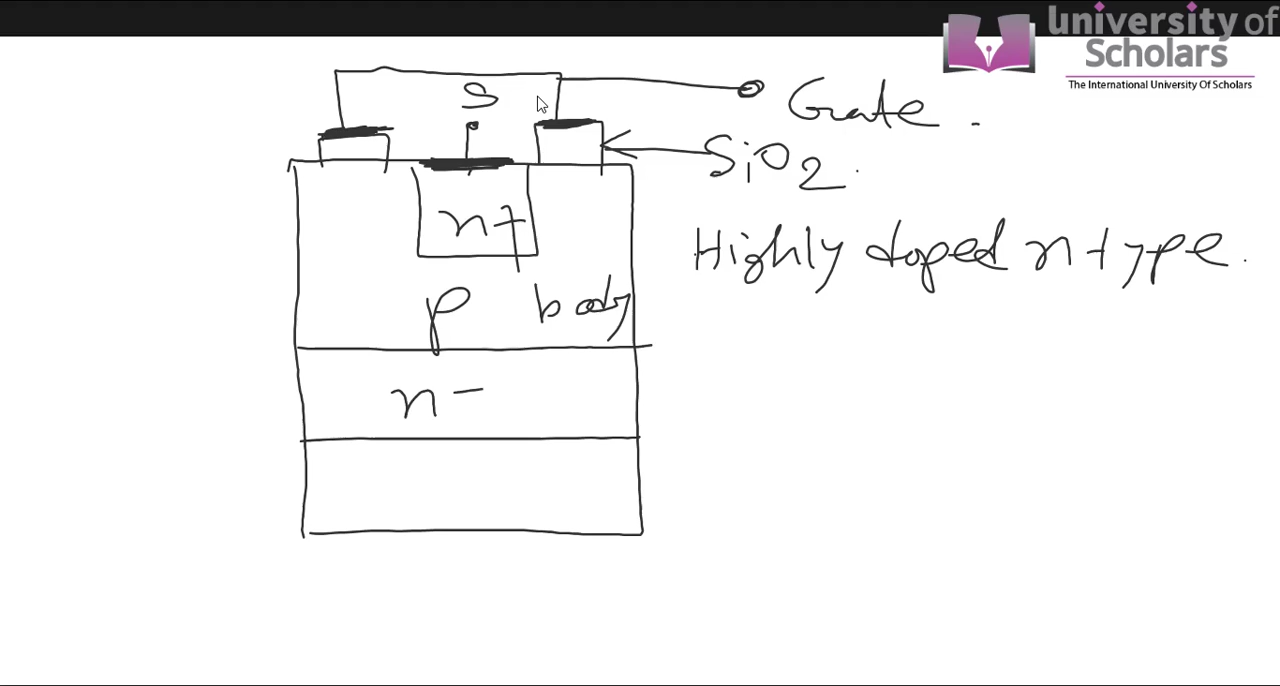 University of
Scholars
The International University Of Scholars
S
Gate.
SiO2.
n+
Highly doped n type.
p body
n-